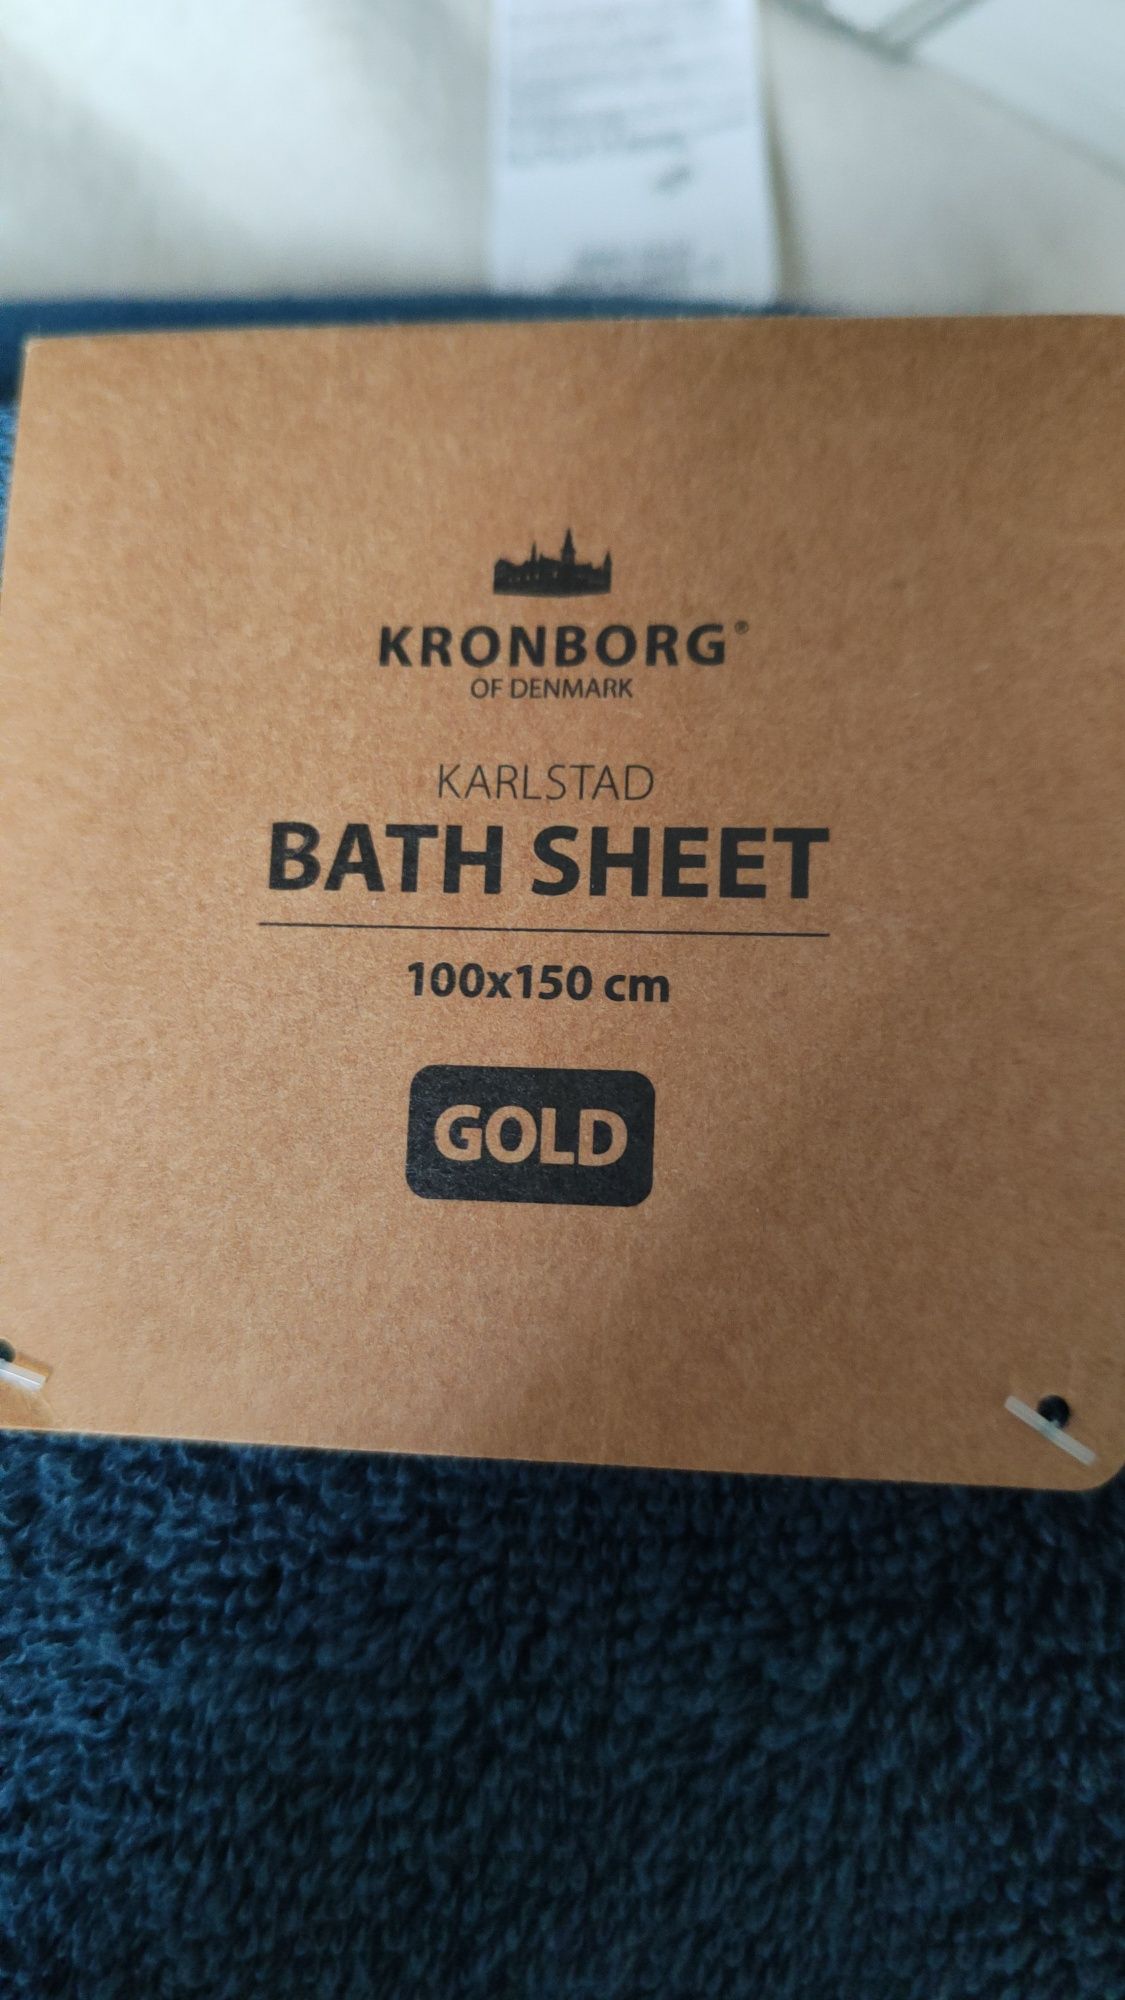 KRONBORG®
OF DENMARK
KARLSTAD
BATH SHEET
100x150 cm
GOLD